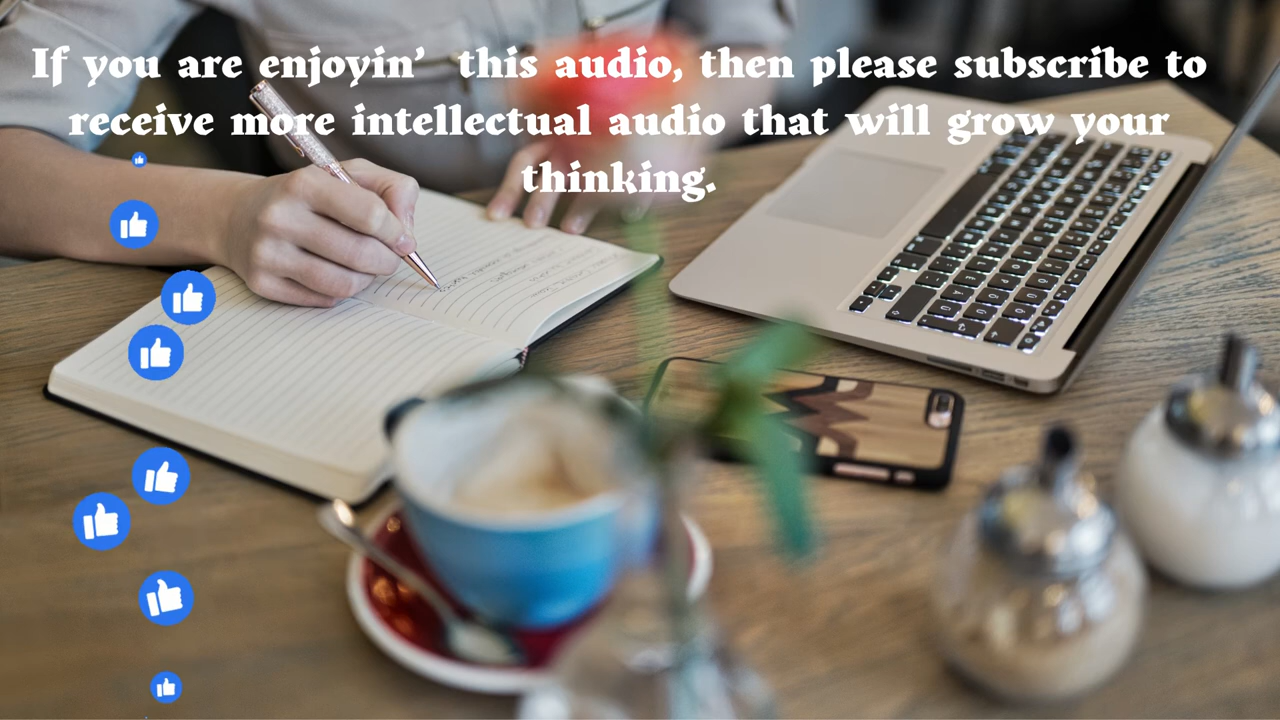 If you are enjoyin’  this audio, then please subscribe to
receive more intellectual audio that will grow your
thinking.